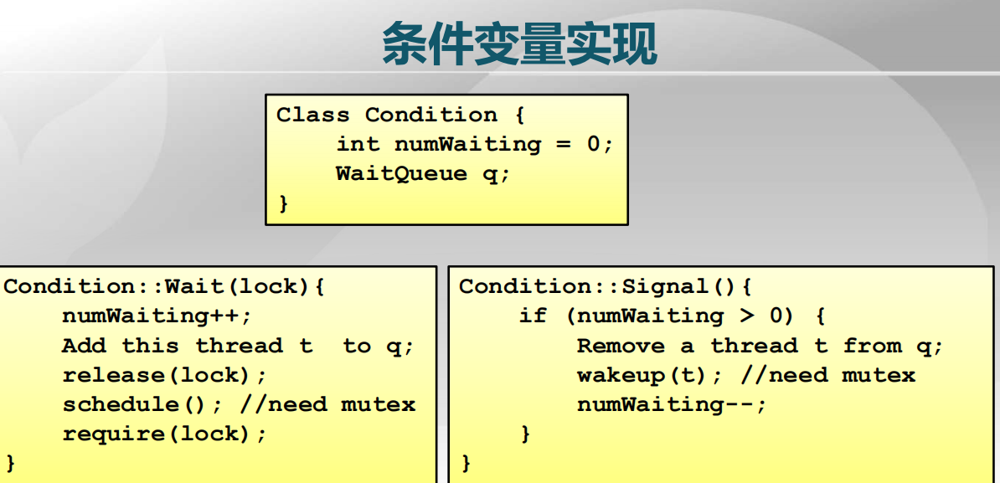 条件变量实现
Class Condition {
    int numWaiting = 0;
    WaitQueue q;
}
Condition::Wait(lock){
    numWaiting++;
    Add this thread t  to q;
    release(lock);
    schedule(); //need mutex
    require(lock);
}
Condition::Signal(){
    if (numWaiting > 0) {
        Remove a thread t from q;
        wakeup(t); //need mutex
        numWaiting--;
    }
}